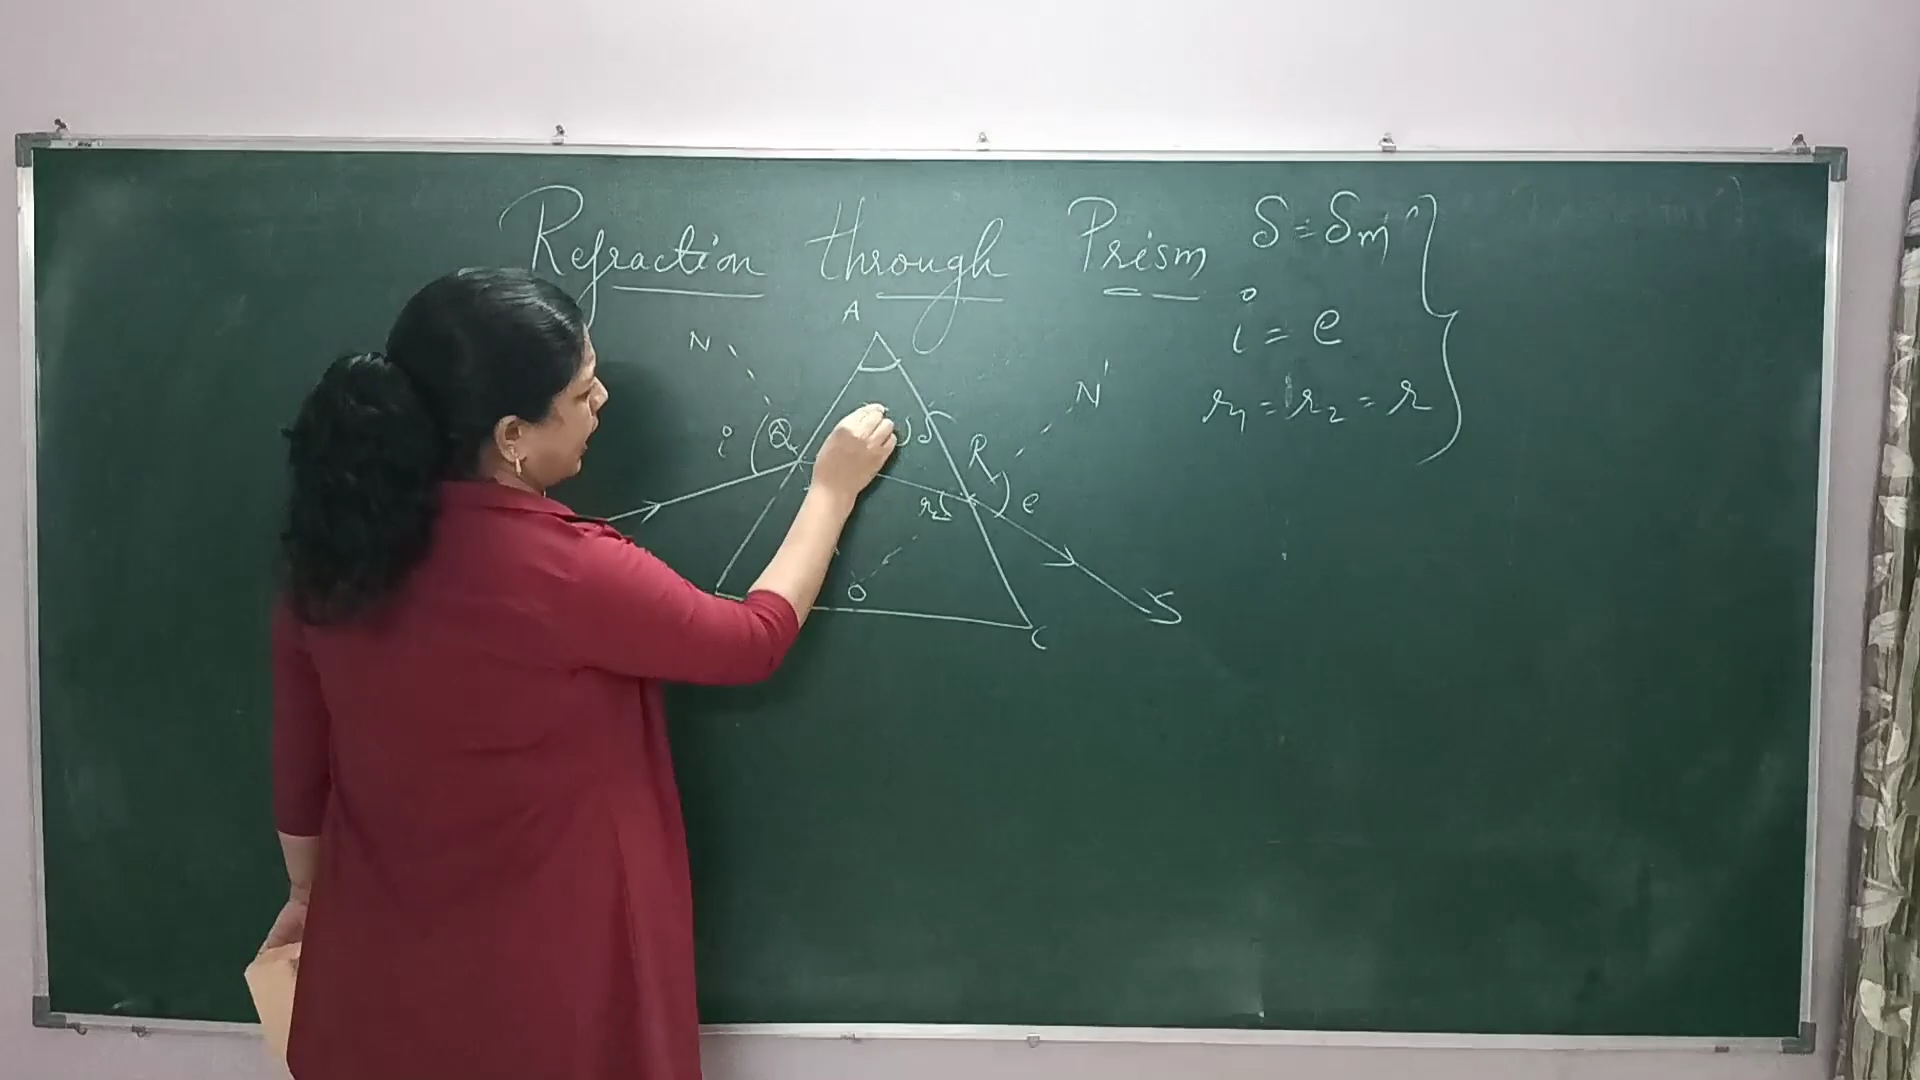 Refraction through Prism
δ = δm
i = e
r1 = r2 = r
A
N
N'
i
Q
δ
R
r2
e
O
S
C